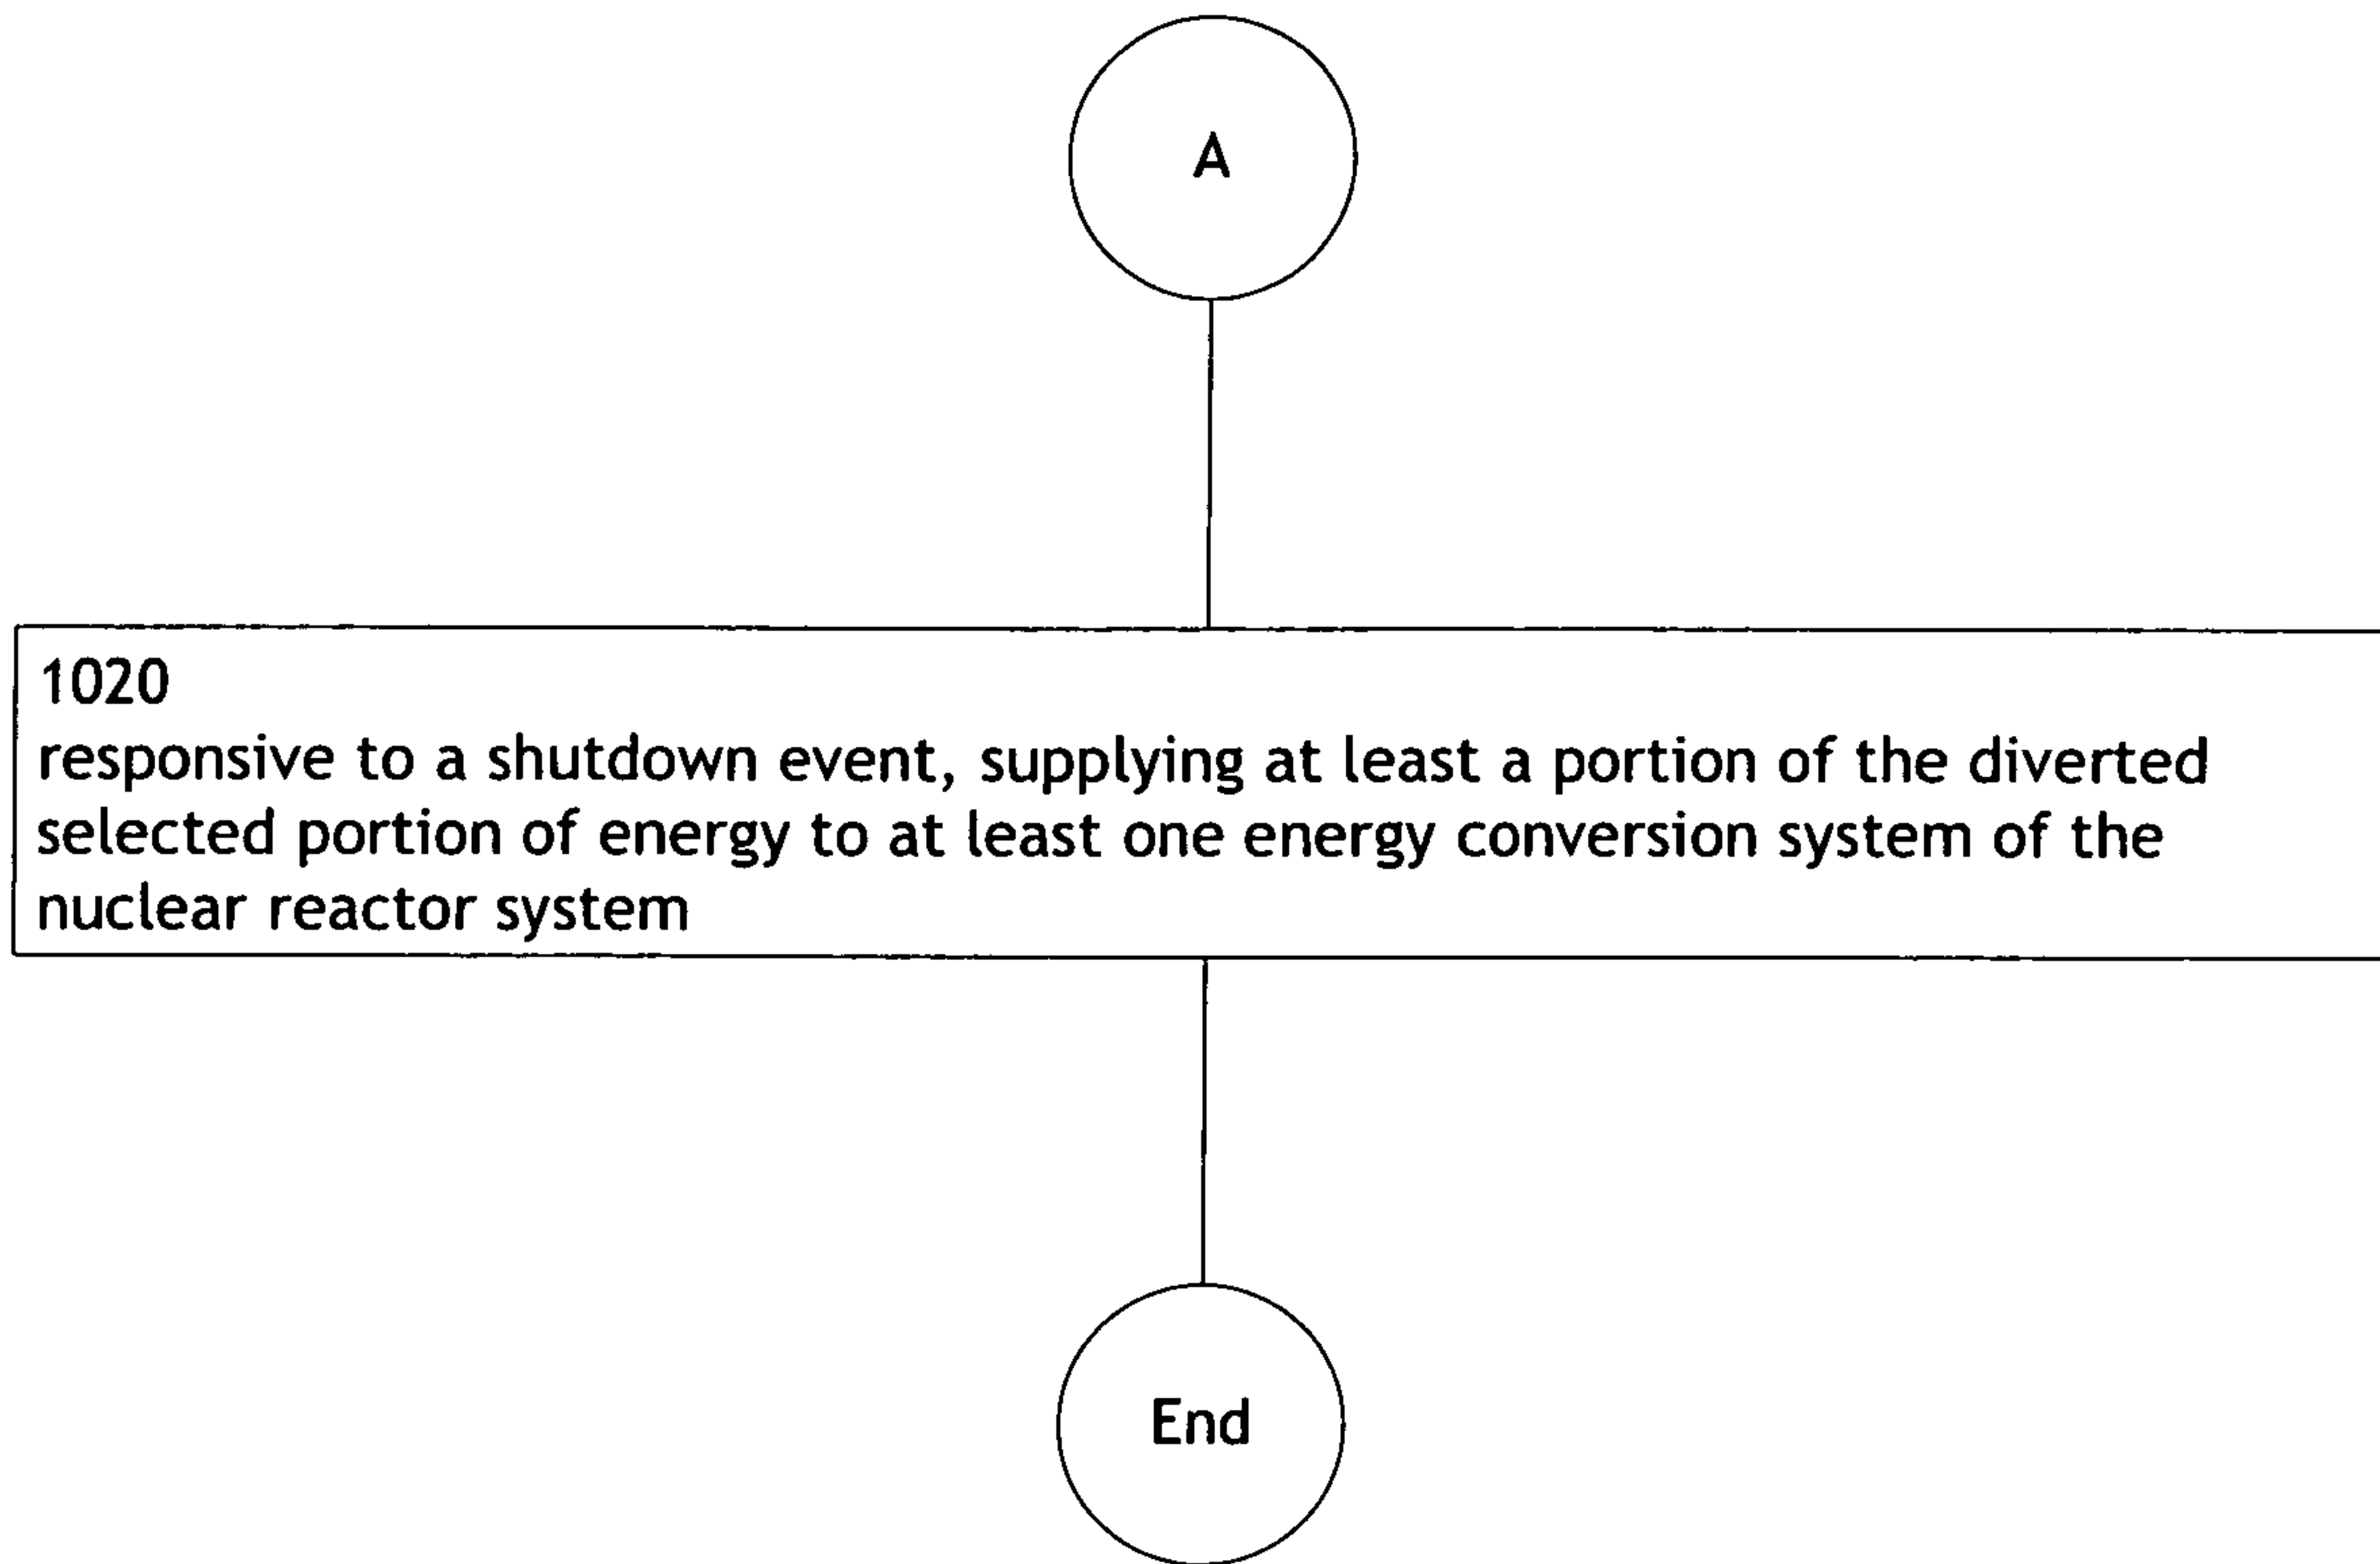 A
1020
responsive to a shutdown event, supplying at least a portion of the diverted
selected portion of energy to at least one energy conversion system of the
nuclear reactor system
End